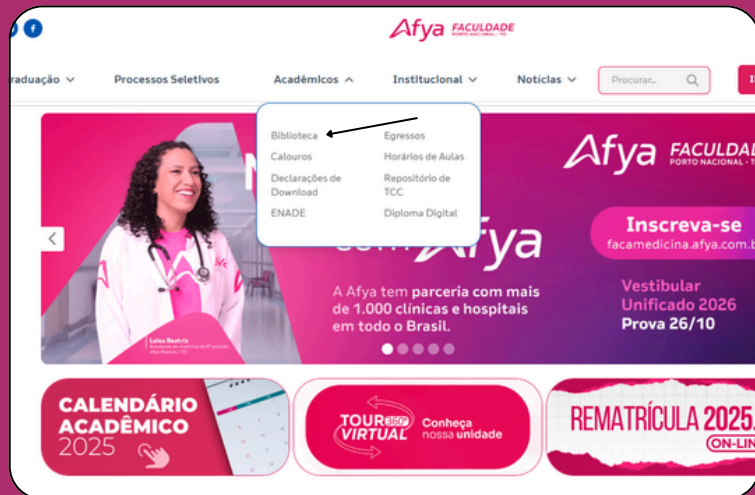 Afya FACULDADE
PORTO NACIONAL - TO
raduação
Processos Seletivos
Acadêmicos
Institucional
Notícias
Procurar...
Biblioteca
Egressos
Calouros
Horários de Aulas
Declarações de
Download
Repositório de
TCC
ENADE
Diploma Digital
Afya FACULDAD
PORTO NACIONAL - T
com Afya
Inscreva-se
facamedicina.afya.com.b
A Afya tem parceria com mais
de 1.000 clínicas e hospitais
em todo o Brasil.
Vestibular
Unificado 2026
Prova 26/10
Luisa Beatriz
CALENDÁRIO
ACADÊMICO
2025
TOUR 360°
VIRTUAL
Conheça
nossa unidade
REMATRÍCULA 2025.
ON-LIN